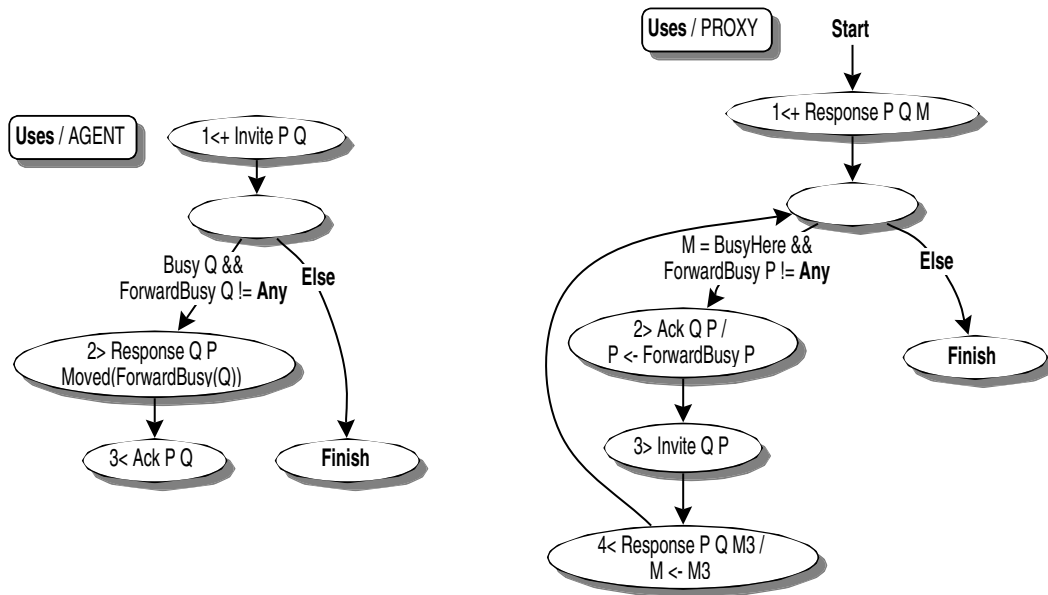 Uses / AGENT
1<+ Invite P Q
Busy Q &&
ForwardBusy Q != Any
Else
2> Response Q P
Moved(ForwardBusy(Q))
3< Ack P Q
Finish
Uses / PROXY
Start
1<+ Response P Q M
M = BusyHere &&
ForwardBusy P != Any
Else
2> Ack Q P /
P <- ForwardBusy P
Finish
3> Invite Q P
4< Response P Q M3 /
M <- M3